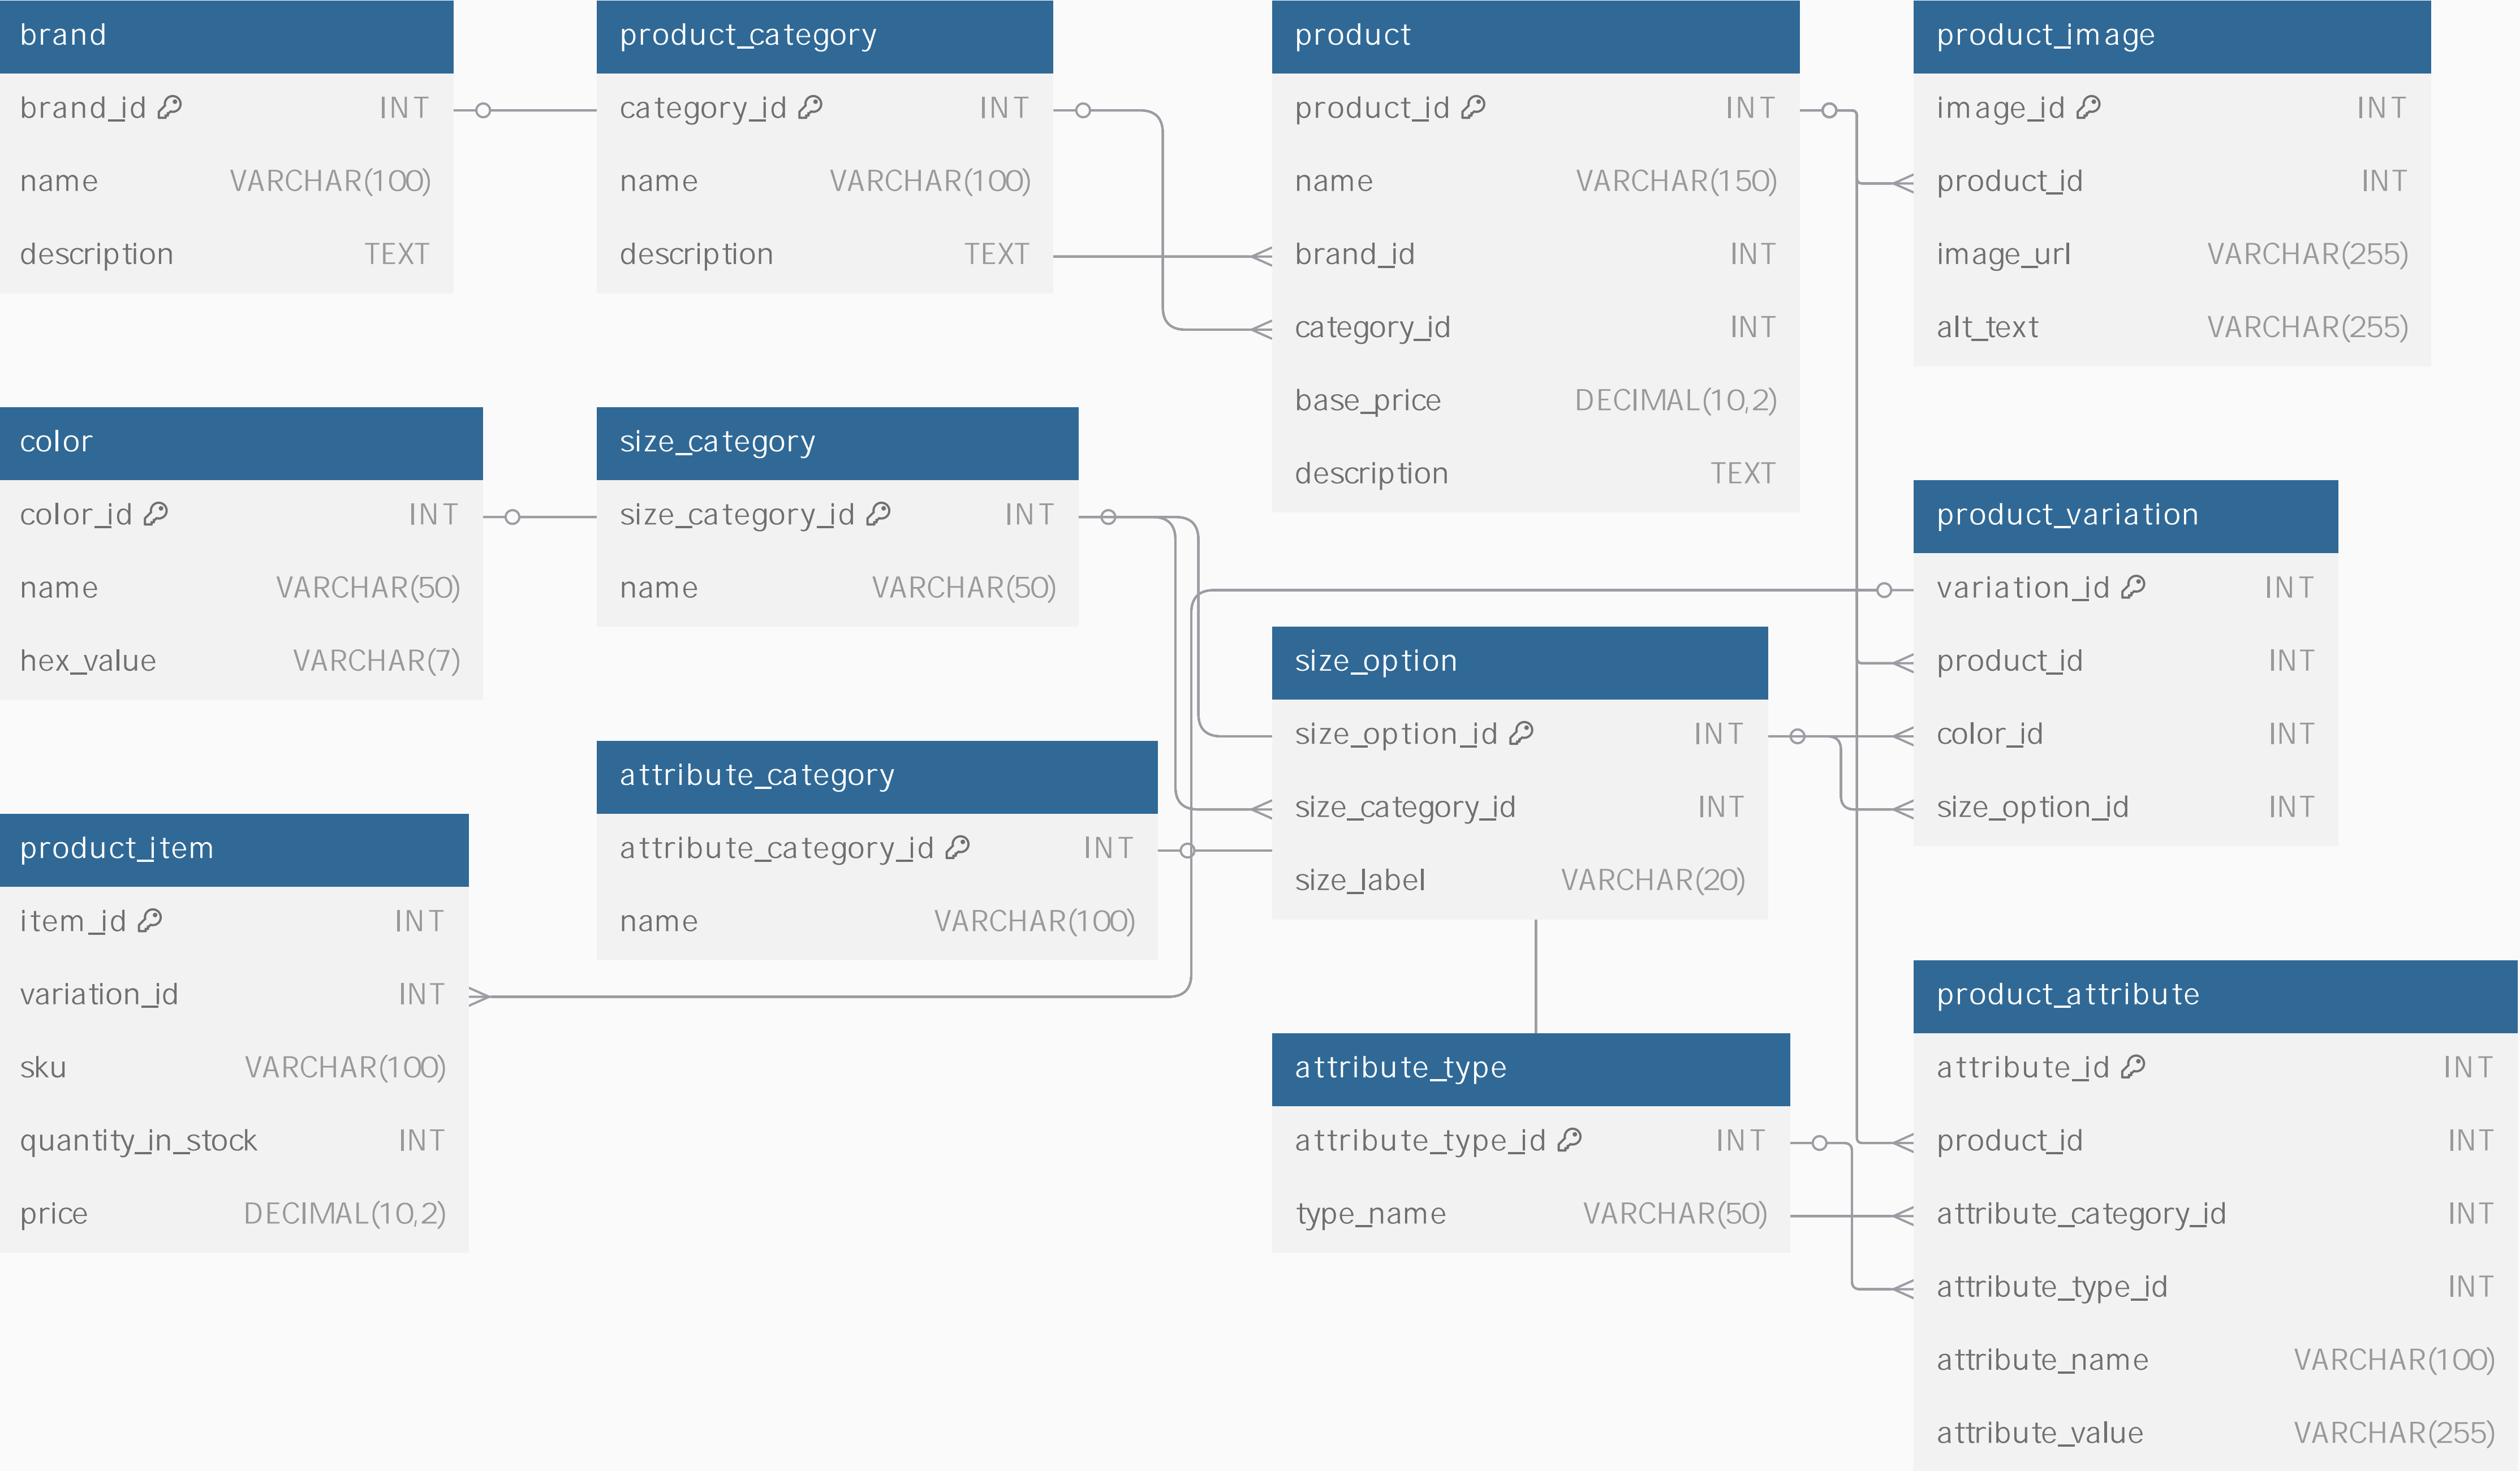 brand
brand_id INT
name VARCHAR(100)
description TEXT
product_category
category_id INT
name VARCHAR(100)
description TEXT
product
product_id INT
name VARCHAR(150)
brand_id INT
category_id INT
base_price DECIMAL(10,2)
description TEXT
product_image
image_id INT
product_id INT
image_url VARCHAR(255)
alt_text VARCHAR(255)
color
color_id INT
name VARCHAR(50)
hex_value VARCHAR(7)
size_category
size_category_id INT
name VARCHAR(50)
product_variation
variation_id INT
product_id INT
color_id INT
size_option_id INT
size_option
size_option_id INT
size_category_id INT
size_label VARCHAR(20)
attribute_category
attribute_category_id INT
name VARCHAR(100)
product_item
item_id INT
variation_id INT
sku VARCHAR(100)
quantity_in_stock INT
price DECIMAL(10,2)
attribute_type
attribute_type_id INT
type_name VARCHAR(50)
product_attribute
attribute_id INT
product_id INT
attribute_category_id INT
attribute_type_id INT
attribute_name VARCHAR(100)
attribute_value VARCHAR(255)